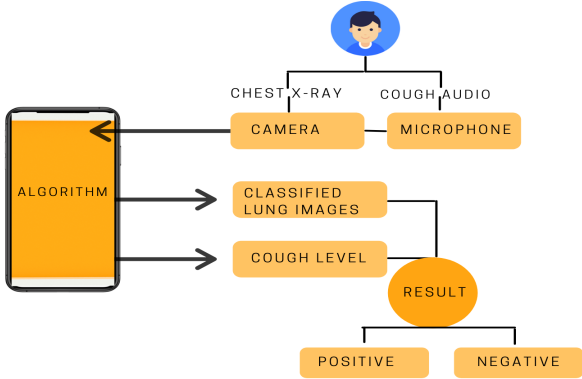 CHEST X-RAY
COUGH AUDIO
CAMERA
MICROPHONE
ALGORITHM
CLASSIFIED
LUNG IMAGES
COUGH LEVEL
RESULT
POSITIVE
NEGATIVE